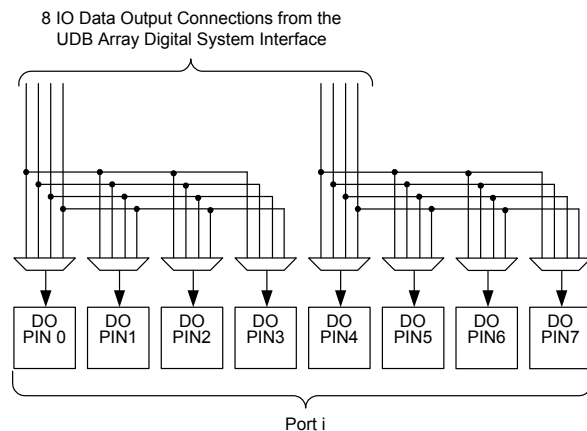 8 IO Data Output Connections from the
UDB Array Digital System Interface
DO
PIN 0
DO
PIN1
DO
PIN2
DO
PIN3
DO
PIN4
DO
PIN5
DO
PIN6
DO
PIN7
Port i